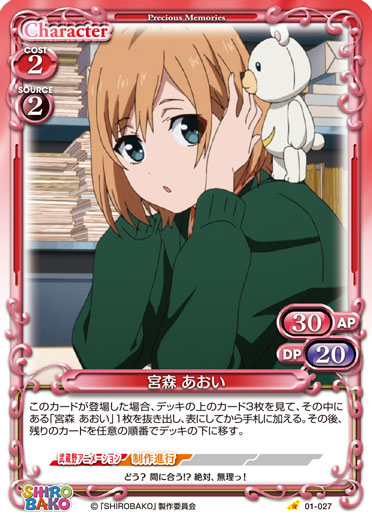 Precious Memories
Character
COST
2
SOURCE
2
30 AP
DP 20
宮森 あおい
このカードが登場した場合、デッキの上のカード3枚を見て、その中に
ある「宮森 あおい」1枚を抜き出し、表にしてから手札に加える。その後、
残りのカードを任意の順番でデッキの下に移す。
武蔵野アニメーション 制作進行
どう? 間に合う!? 絶対、無理っ!
SHIRO
BAKO
©「SHIROBAKO」製作委員会
01-027